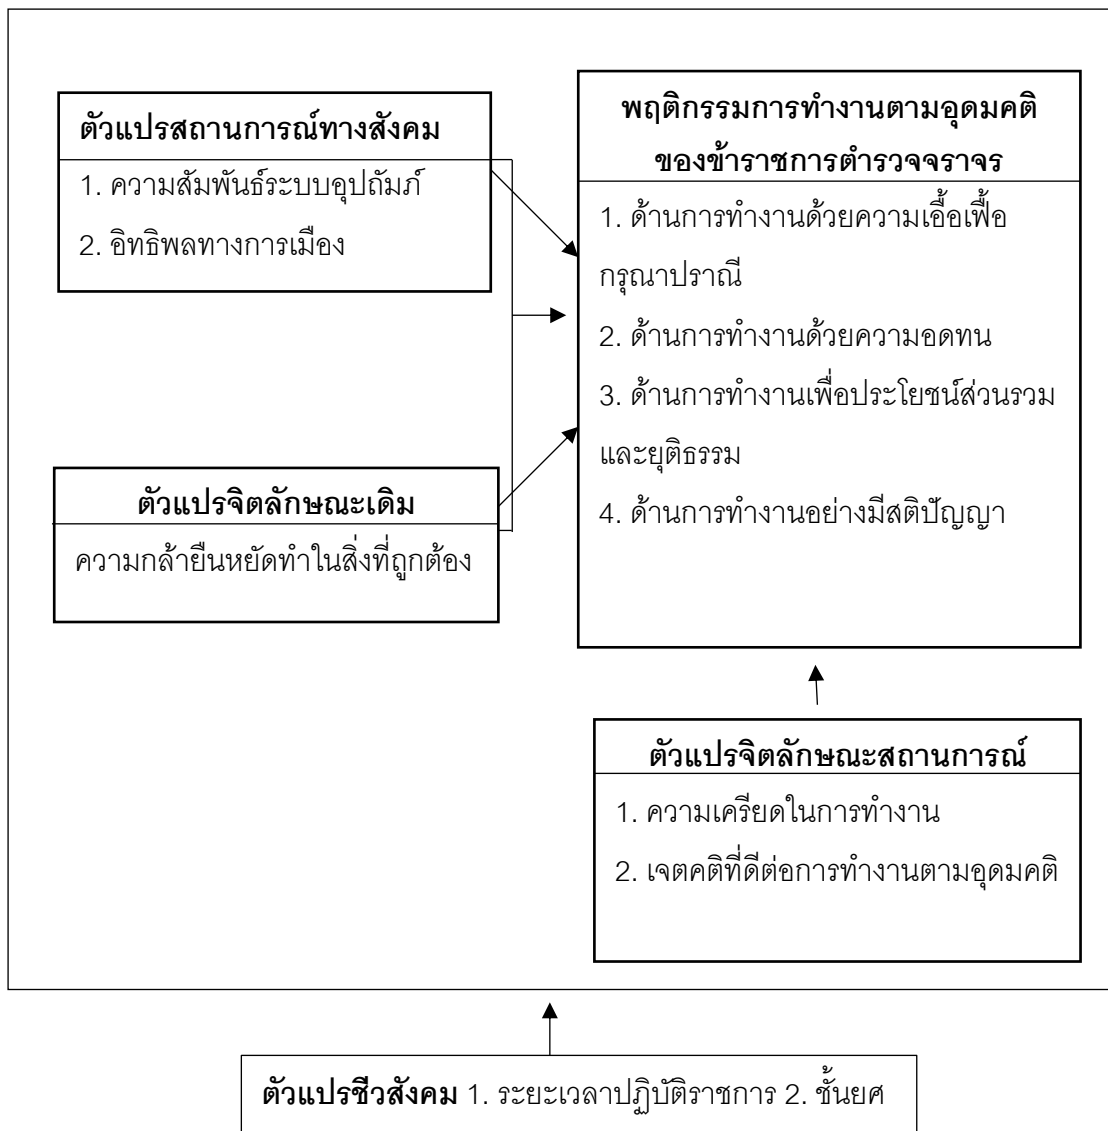 ตัวแปรสถานการณ์ทางสังคม
1. ความสัมพันธ์ระบบอุปถัมภ์
2. อิทธิพลทางการเมือง
พฤติกรรมการทำงานตามอุดมคติ
ของข้าราชการตำรวจจราจร
1. ด้านการทำงานด้วยความเอื้อเฟื้อ
กรุณาปราณี
2. ด้านการทำงานด้วยความอดทน
3. ด้านการทำงานเพื่อประโยชน์ส่วนรวม
และยุติธรรม
4. ด้านการทำงานอย่างมีสติปัญญา
ตัวแปรจิตลักษณะเดิม
ความกล้ายืนหยัดทำในสิ่งที่ถูกต้อง
ตัวแปรจิตลักษณะสถานการณ์
1. ความเครียดในการทำงาน
2. เจตคติที่ดีต่อการทำงานตามอุดมคติ
ตัวแปรชีวสังคม 1. ระยะเวลาปฏิบัติราชการ 2. ชั้นยศ